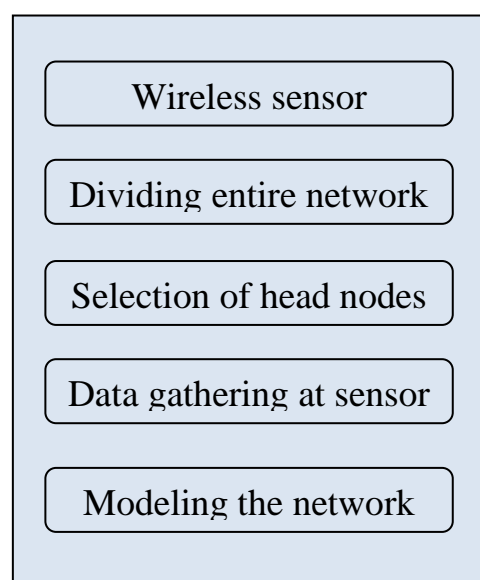 Wireless sensor
Dividing entire network
Selection of head nodes
Data gathering at sensor
Modeling the network